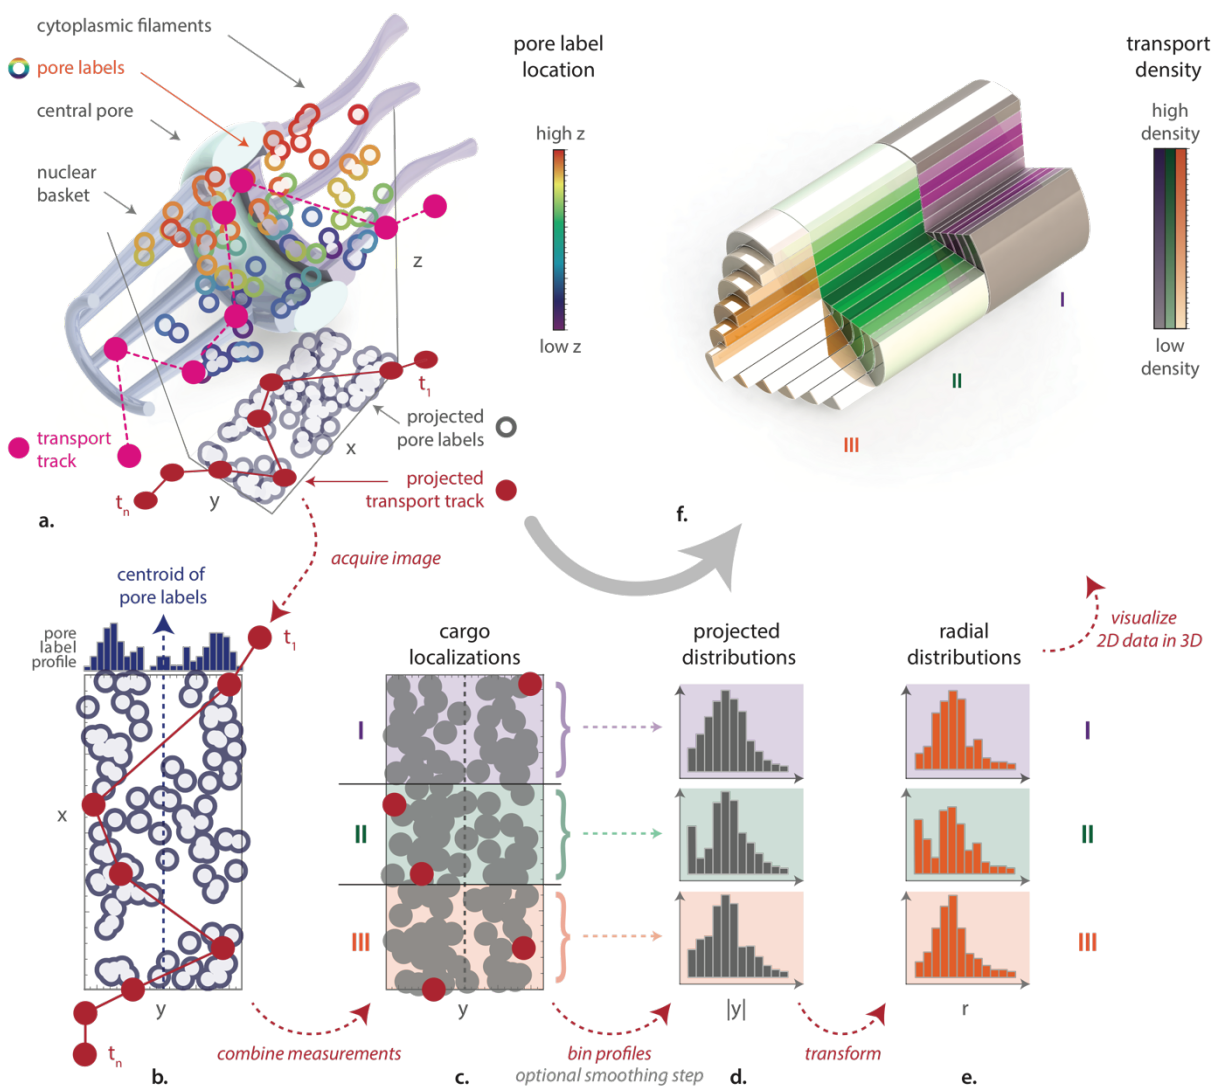 cytoplasmic filaments
pore labels
central pore
nuclear
basket
pore label
location
high z
low z
z
x
y
t1
tn
projected
pore labels
transport
track
projected
transport track
a.
transport
density
high
density
low
density
I
II
III
f.
acquire image
centroid of
pore labels
pore
label
profile
t1
x
y
tn
b.
combine measurements
cargo
localizations
I
II
III
y
c.
bin profiles
optional smoothing step
projected
distributions
|y|
d.
transform
radial
distributions
I
II
III
r
e.
visualize
2D data in 3D